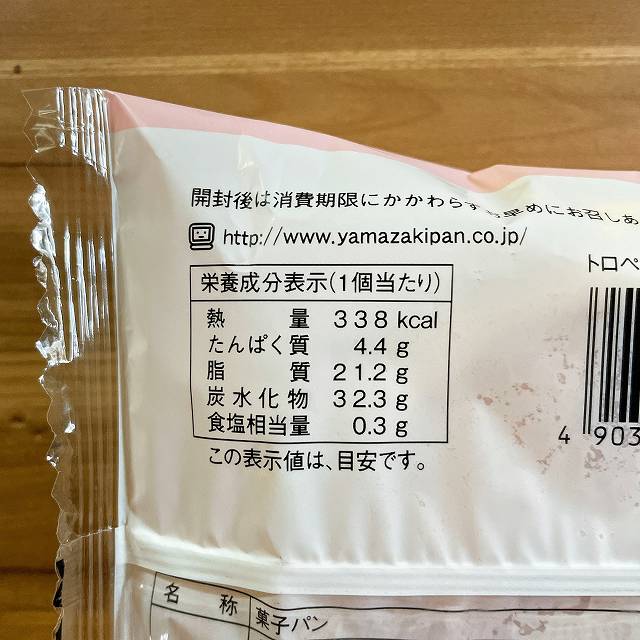 開封後は消費期限にかかわらずお早めにお召しあ
http://www.yamazakipan.co.jp/
栄養成分表示(1個当たり)
熱量 338 kcal
たんぱく質 4.4 g
脂質 21.2 g
炭水化物 32.3 g
食塩相当量 0.3 g
この表示値は、目安です。
トロペ
4 903
名称 菓子パン